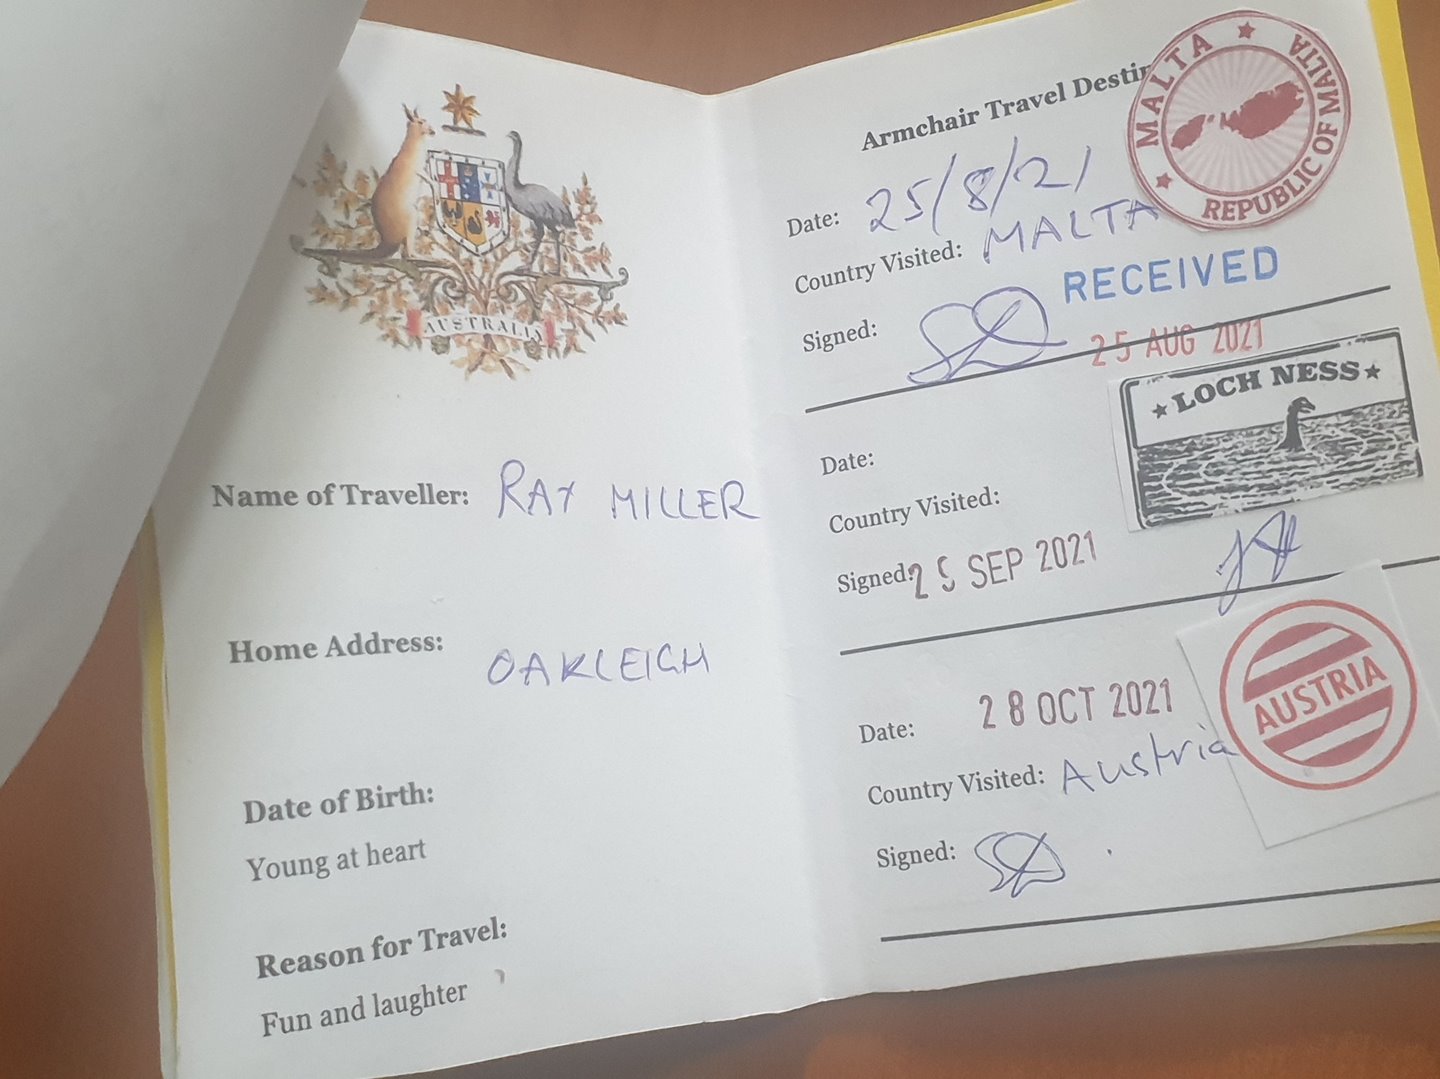 AUSTRALIA
Name of Traveller: RAY MILLER
Home Address: OAKLEIGH
Date of Birth:
Young at heart
Reason for Travel:
Fun and laughter
Armchair Travel Destin
MALTA ★ MALTA ★ REPUBLIC OF MALTA
Date: 25/8/21
Country Visited: MALTA
RECEIVED
Signed:
25 AUG 2021
★ LOCH NESS ★
Date:
Country Visited:
Signed: 25 SEP 2021
AUSTRIA
Date: 28 OCT 2021
Country Visited: Austria
Signed: